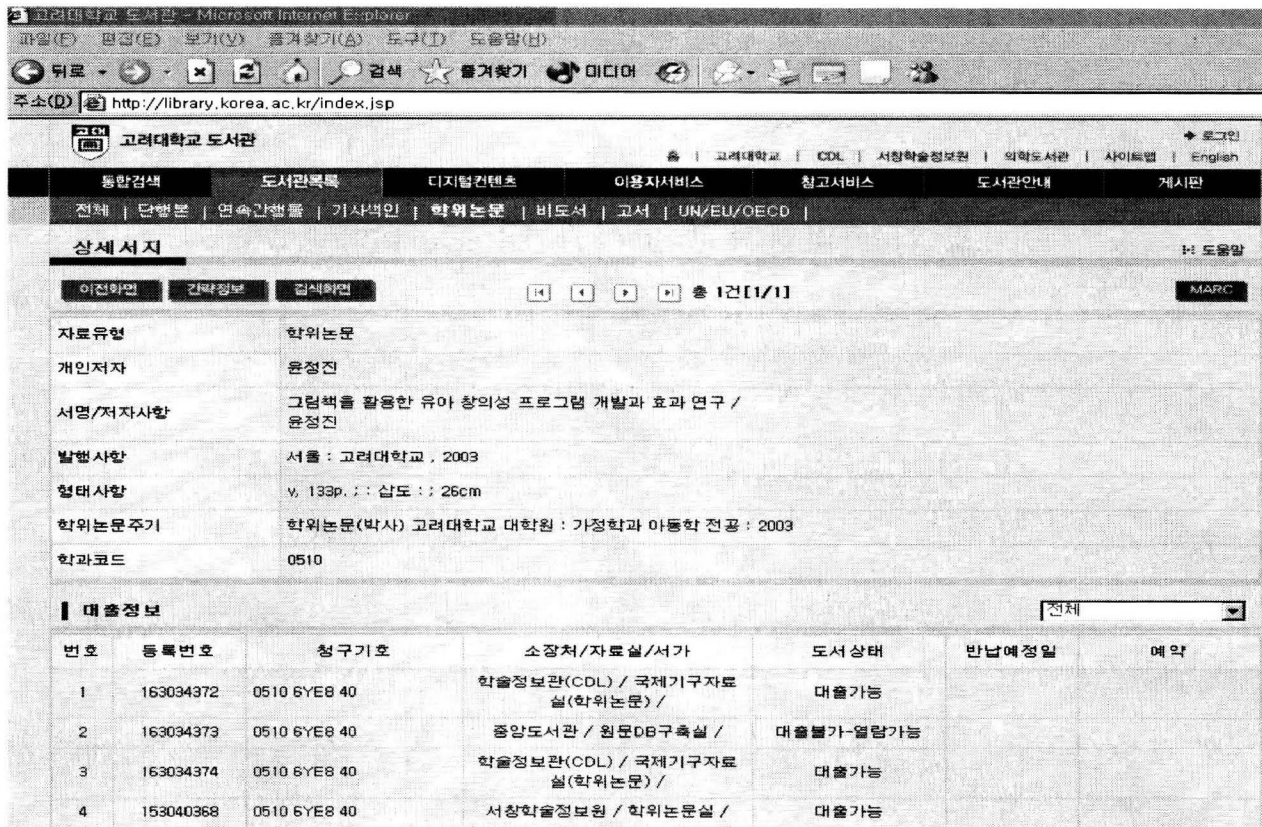 고려대학교 도서관 - Microsoft Internet Explorer
파일(F) 편집(E) 보기(V) 즐겨찾기(A) 도구(T) 도움말(H)
뒤로 검색 즐겨찾기 미디어
주소(D) http://library.korea.ac.kr/index.jsp
고려대학교 도서관
로그인
홈 | 고려대학교 | CDL | 서창학술정보원 | 의학도서관 | 사이트맵 | English
통합검색 도서관목록 디지털컨텐츠 이용자서비스 참고서비스 도서관안내 게시판
전체 | 단행본 | 연속간행물 | 기사색인 | 학위논문 | 비도서 | 고서 | UN/EU/OECD |
상세서지
도움말
이전화면 간략정보 검색화면 총 1건[1/1] MARC
자료유형 학위논문
개인저자 윤정진
서명/저자사항 그림책을 활용한 유아 창의성 프로그램 개발과 효과 연구 /
윤정진
발행사항 서울 : 고려대학교 , 2003
형태사항 v, 133p. ; : 삽도 : ; 26cm
학위논문주기 학위논문(박사) 고려대학교 대학원 : 가정학과 아동학 전공 : 2003
학과코드 0510
대출정보 전체
번호 등록번호 청구기호 소장처/자료실/서가 도서상태 반납예정일 예약
1 163034372 0510 6YE8 40 학술정보관(CDL) / 국제기구자료
실(학위논문) / 대출가능
2 163034373 0510 6YE8 40 중앙도서관 / 원문DB구축실 / 대출불가-열람가능
3 163034374 0510 6YE8 40 학술정보관(CDL) / 국제기구자료
실(학위논문) / 대출가능
4 153040368 0510 6YE8 40 서창학술정보원 / 학위논문실 / 대출가능